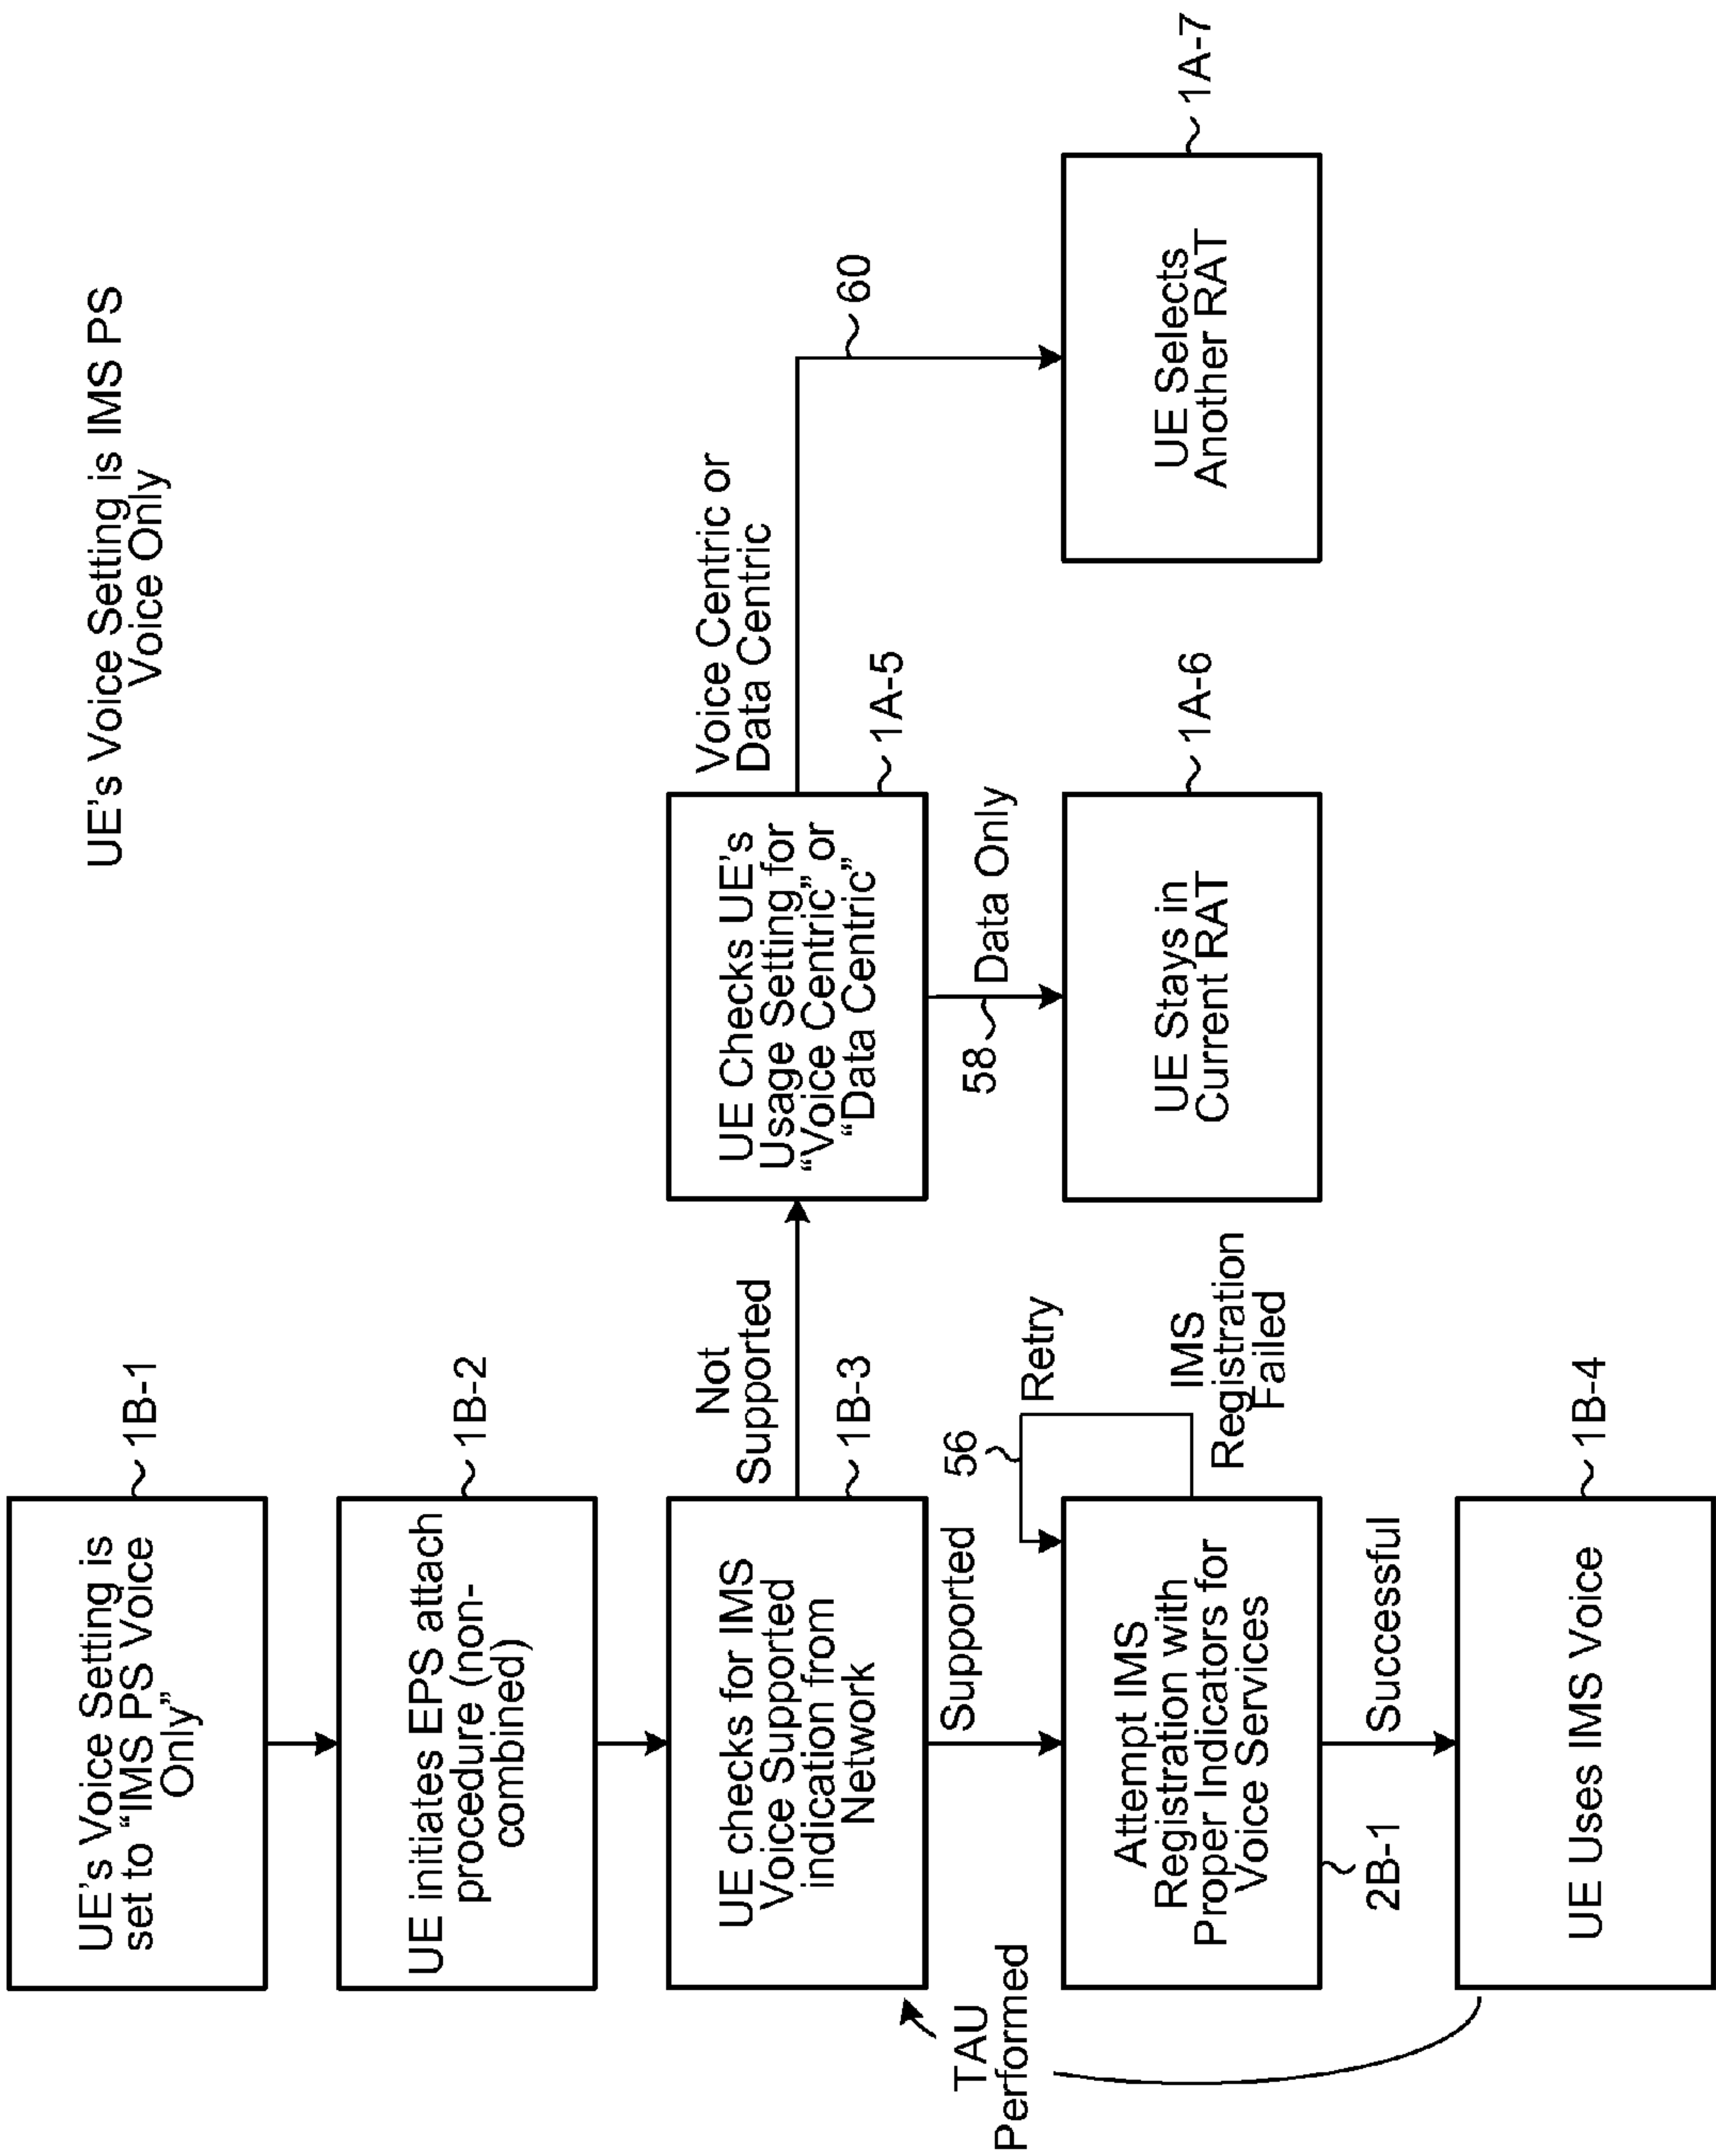 UE's Voice Setting is IMS PS
Voice Only
UE's Voice Setting is
set to “IMS PS Voice
Only”
1B-1
UE initiates EPS attach
procedure (non-
combined)
1B-2
UE checks for IMS
Voice Supported
indication from
Network
1B-3
Not
Supported
UE Checks UE's
Usage Setting for
“Voice Centric” or
“Data Centric”
1A-5
Voice Centric or
Data Centric
60
Supported
58
Data Only
TAU
Performed
Attempt IMS
Registration with
Proper Indicators for
Voice Services
2B-1
56
Retry
IMS
Registration
Failed
UE Stays in
Current RAT
1A-6
UE Selects
Another RAT
1A-7
Successful
UE Uses IMS Voice
1B-4